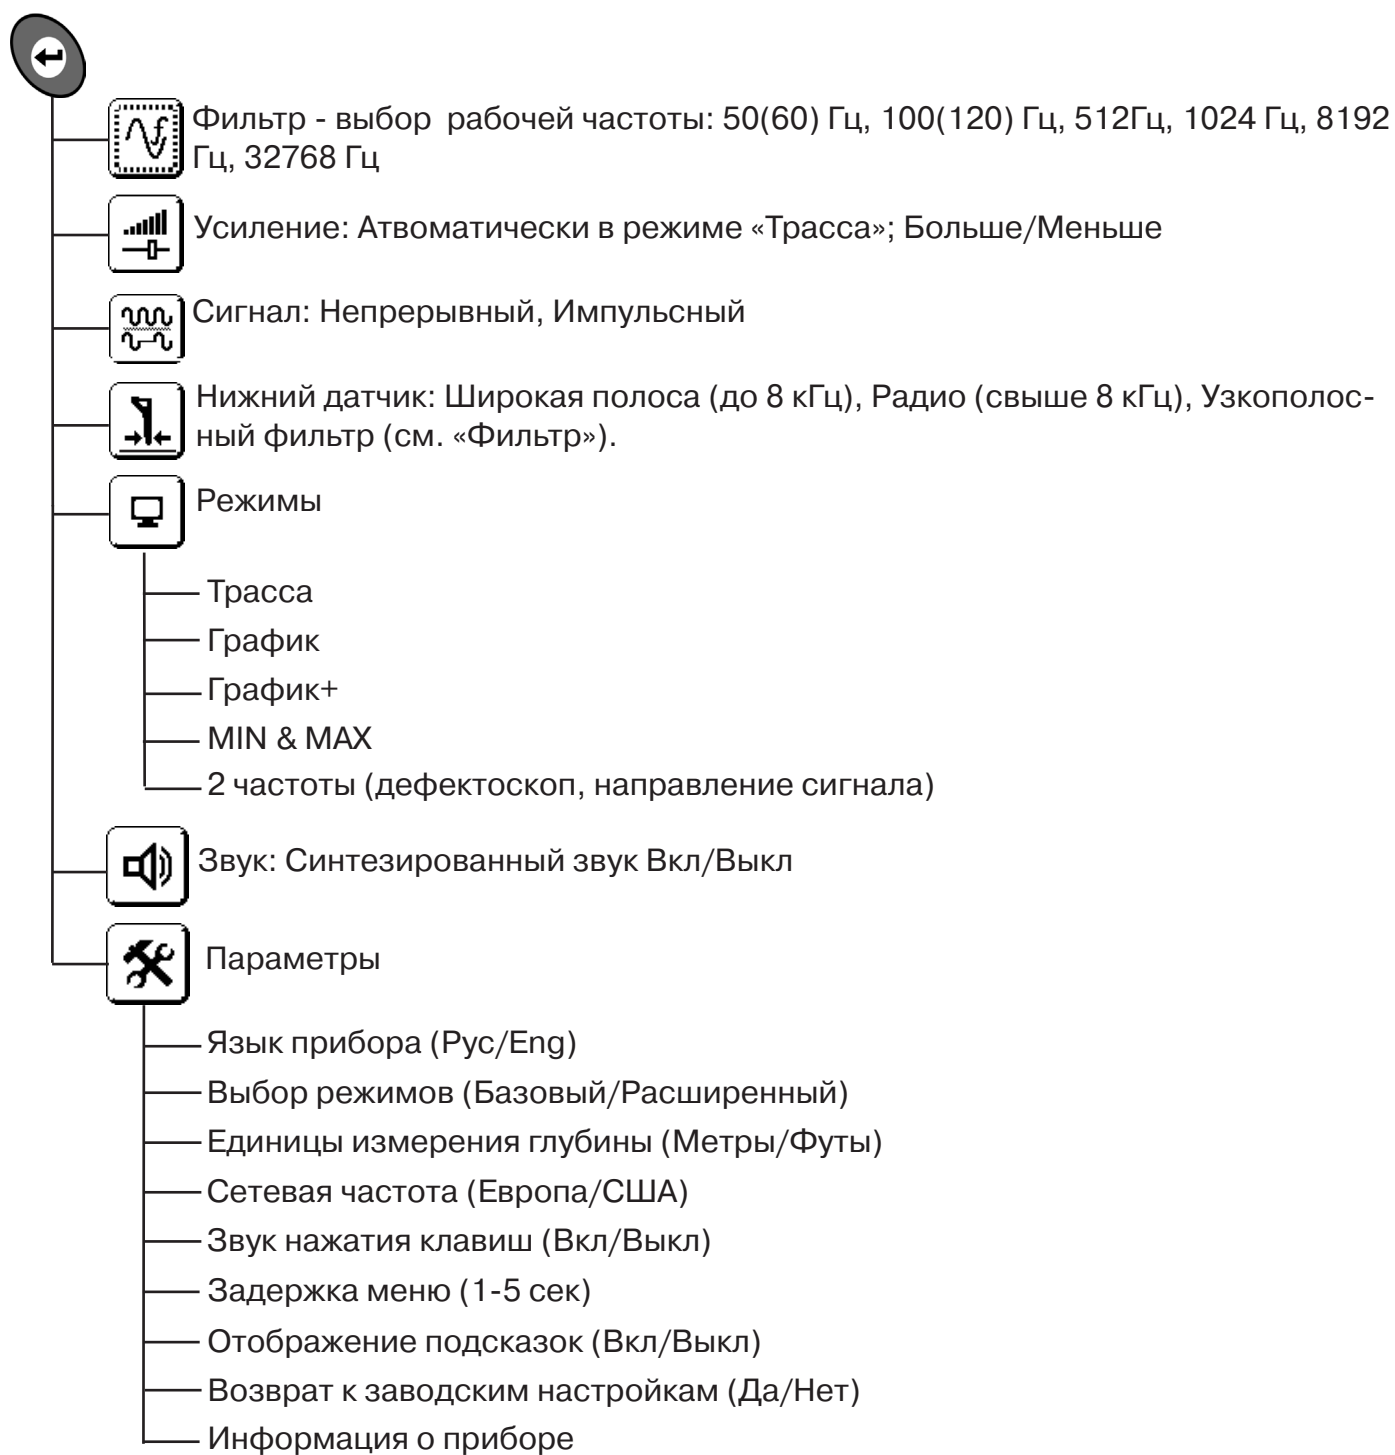 Фильтр - выбор рабочей частоты: 50(60) Гц, 100(120) Гц, 512Гц, 1024 Гц, 8192
Гц, 32768 Гц
Усиление: Атвоматически в режиме «Трасса»; Больше/Меньше
Сигнал: Непрерывный, Импульсный
Нижний датчик: Широкая полоса (до 8 кГц), Радио (свыше 8 кГц), Узкополос-
ный фильтр (см. «Фильтр»).
Режимы
Трасса
График
График+
MIN & MAX
2 частоты (дефектоскоп, направление сигнала)
Звук: Синтезированный звук Вкл/Выкл
Параметры
Язык прибора (Рус/Eng)
Выбор режимов (Базовый/Расширенный)
Единицы измерения глубины (Метры/Футы)
Сетевая частота (Европа/США)
Звук нажатия клавиш (Вкл/Выкл)
Задержка меню (1-5 сек)
Отображение подсказок (Вкл/Выкл)
Возврат к заводским настройкам (Да/Нет)
Информация о приборе